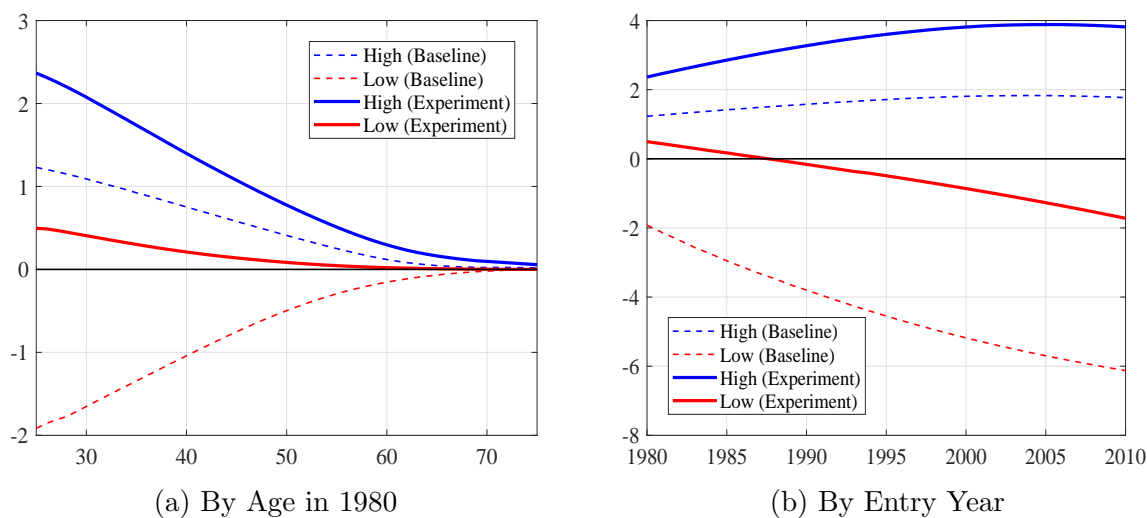 3
2
1
0
-1
-2
30
40
50
60
70
High (Baseline)
Low (Baseline)
High (Experiment)
Low (Experiment)
(a) By Age in 1980
4
2
0
-2
-4
-6
-8
1980
1985
1990
1995
2000
2005
2010
High (Baseline)
Low (Baseline)
High (Experiment)
Low (Experiment)
(b) By Entry Year